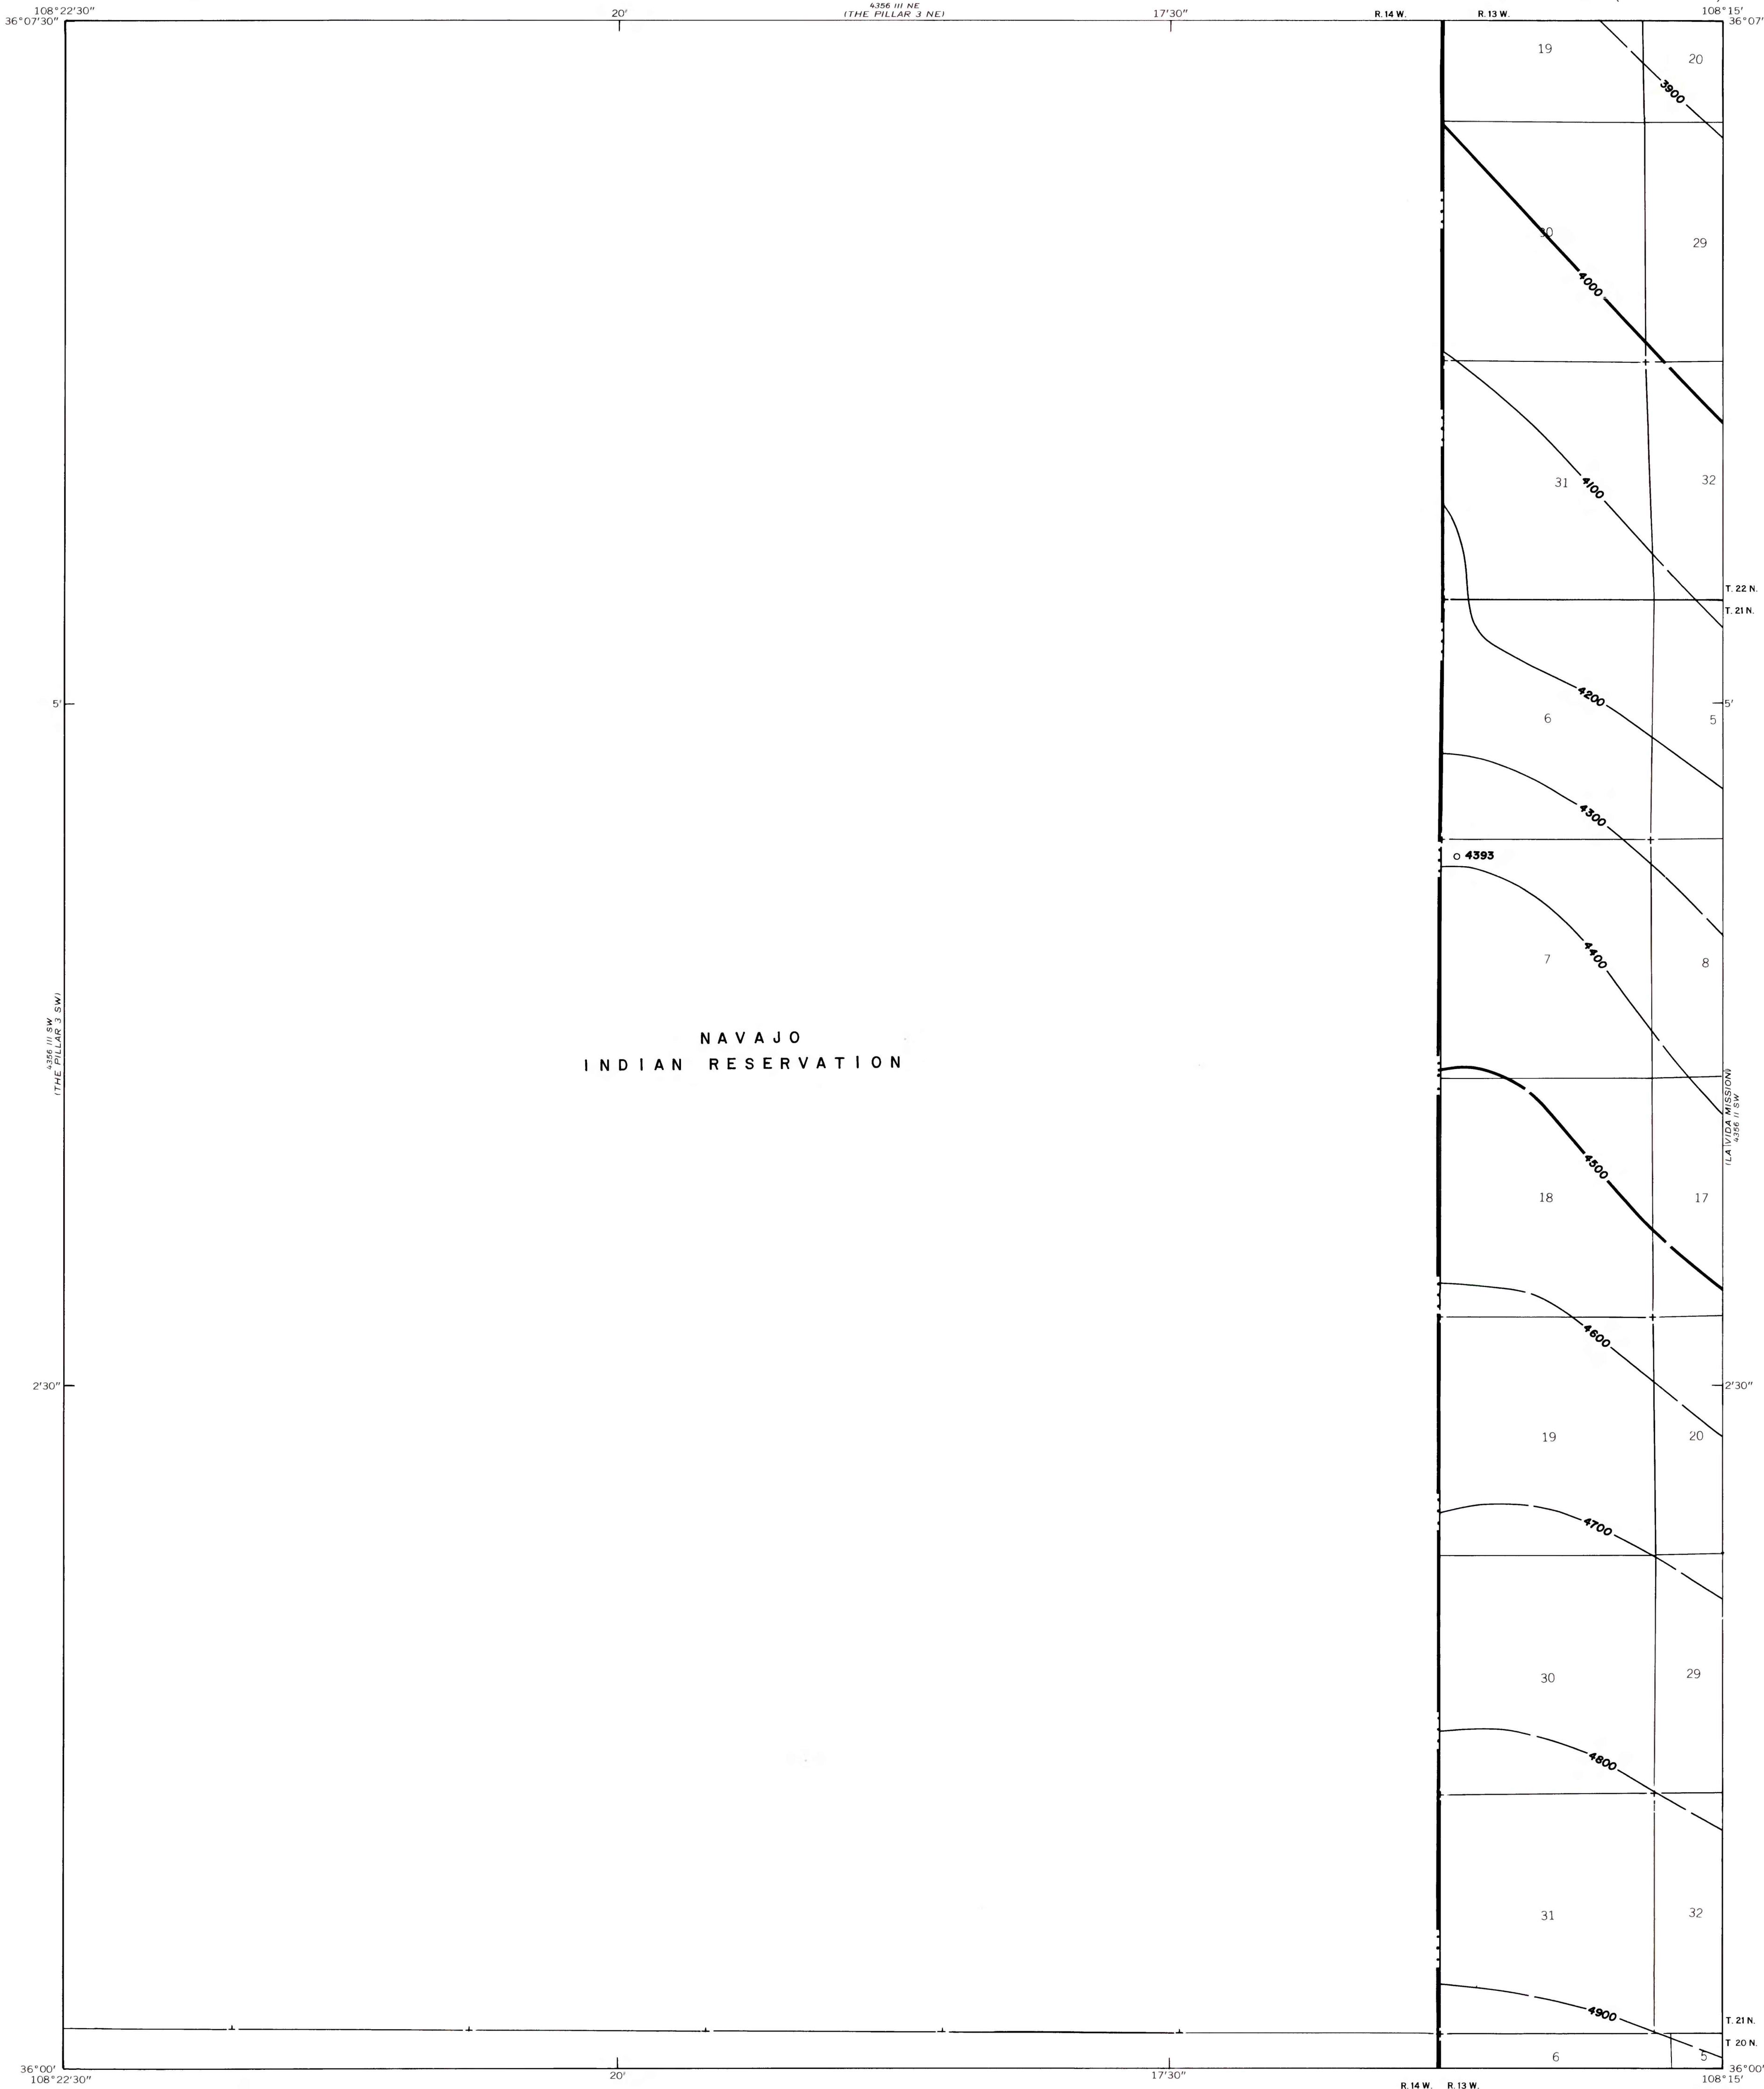 4356 III NE
108°22'30" 20' (THE PILLAR 3 NE) 17'30" R. 14 W. R. 13 W. 108°15'
36°07'30" 36°07'
19
20
3900
30
29
4000
31
4100
32
T. 22 N.
T. 21 N.
4200
5' 5'
6
5
4300
4393
4400
7
8
4356 III SW
(THE PILLAR 3 SW)
NAVAJO
INDIAN RESERVATION
(LA VIDA MISSION)
4356 II SW
4500
18
17
4600
2'30" 2'30"
19
20
4700
30
29
4800
31
32
4900
T. 21 N.
T 20 N.
6
5
36°00' 36°00'
108°22'30" 20' 17'30" 108°15'
R. 14 W. R. 13 W.